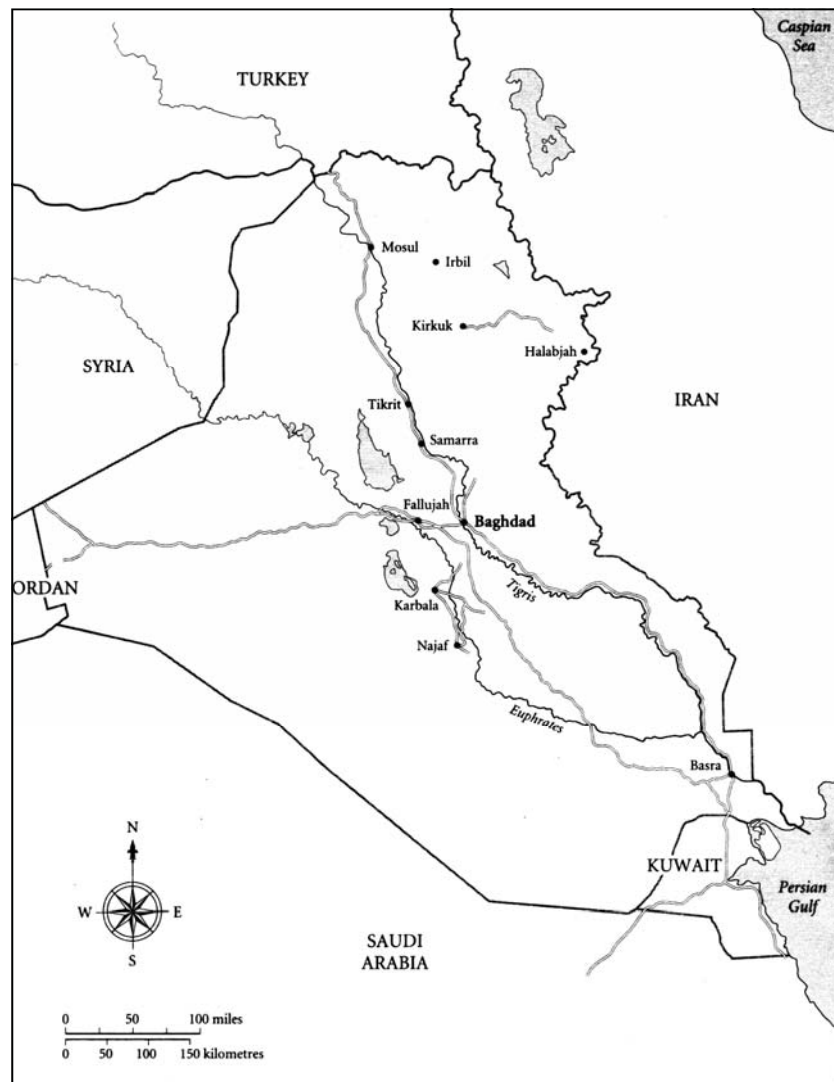 Caspian
Sea
TURKEY
Mosul
Irbil
Kirkuk
Halabjah
SYRIA
IRAN
Tikrit
Samarra
Fallujah
Baghdad
ORDAN
Tigris
Karbala
Najaf
Euphrates
Basra
N
W E
S
KUWAIT
Persian
Gulf
SAUDI
ARABIA
0 50 100 miles
0 50 100 150 kilometres